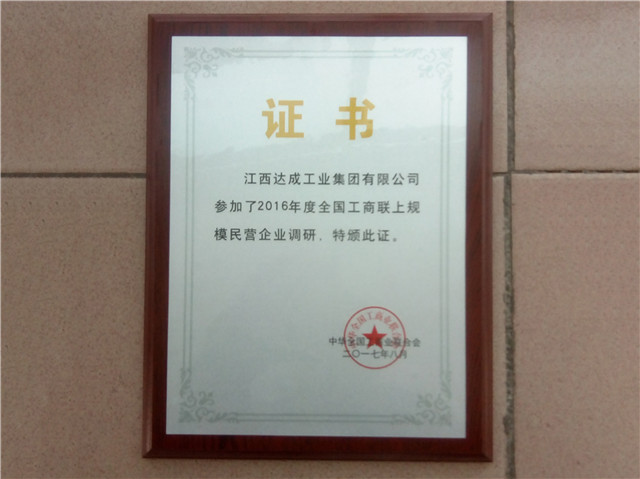 证书
江西达成工业集团有限公司
参加了2016年度全国工商联上规
模民营企业调研，特颁此证。
中华全国工商业联合会
二〇一七年八月